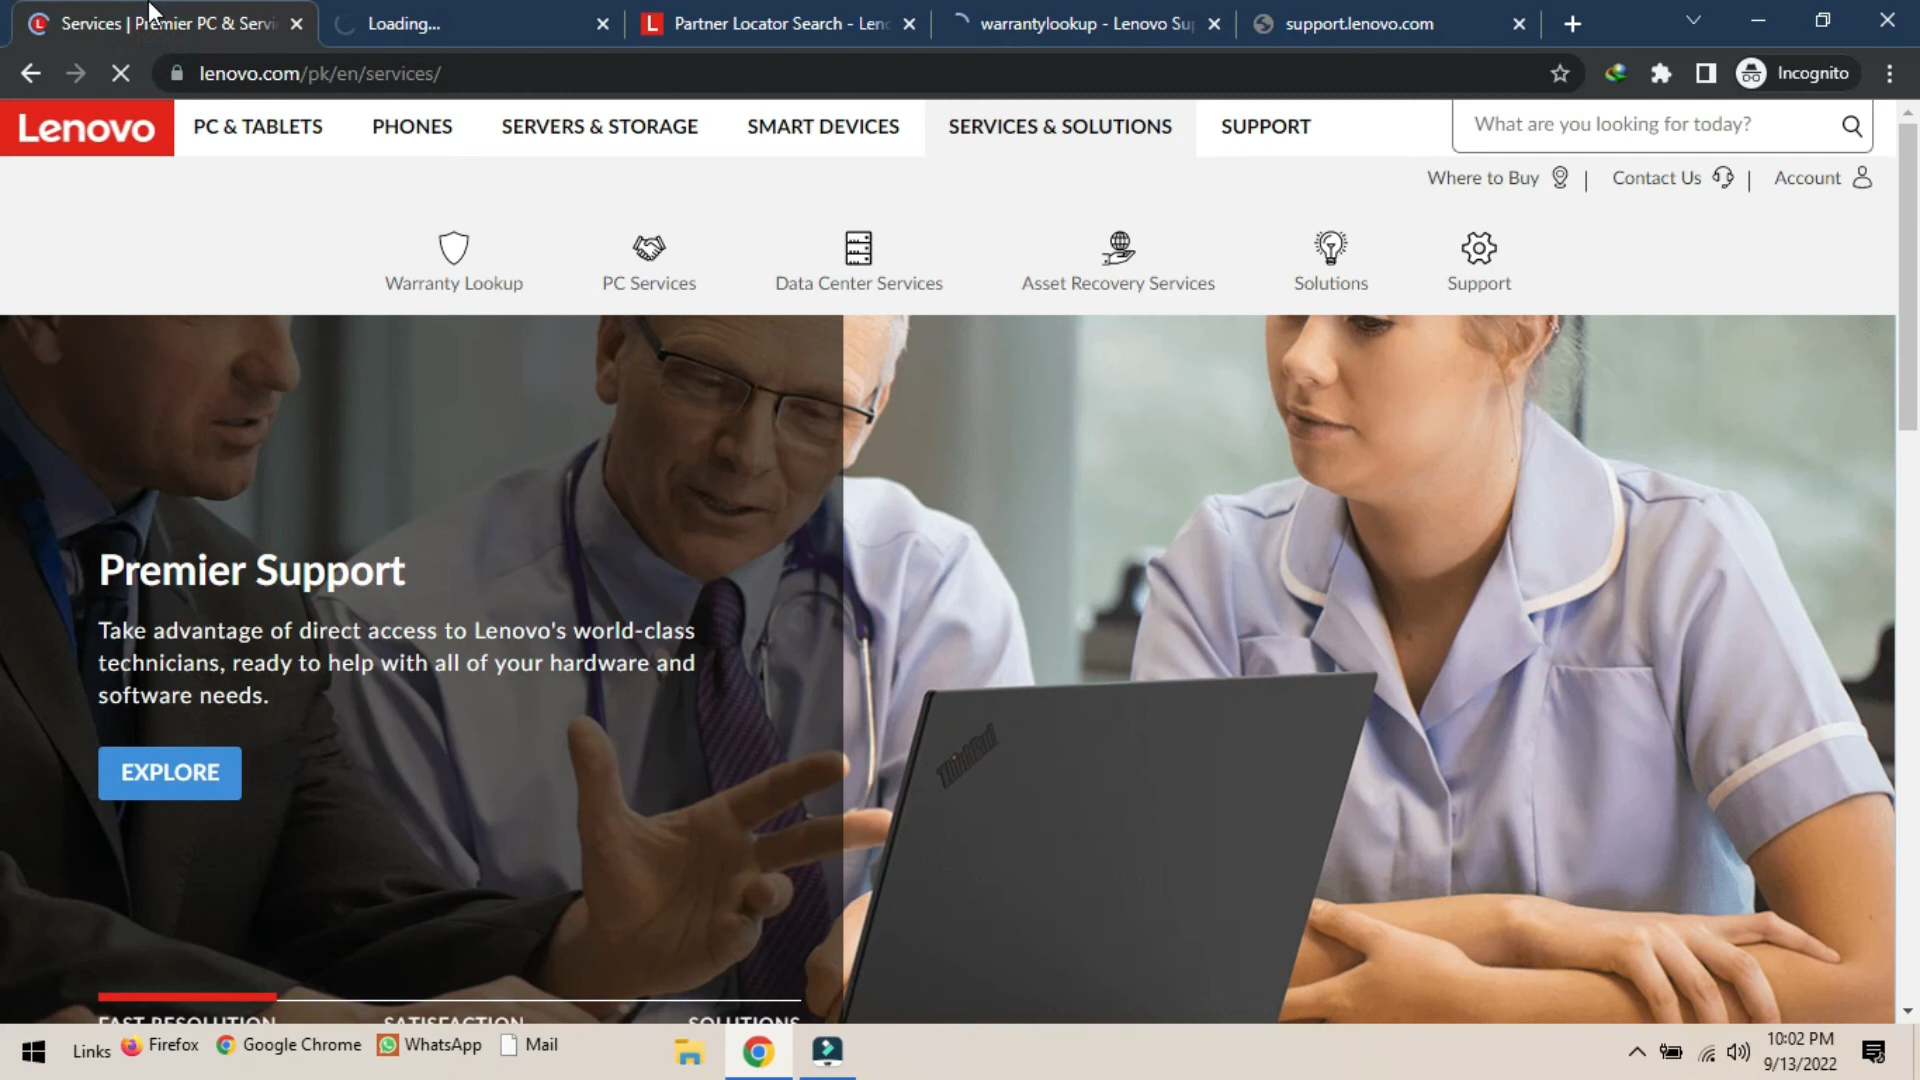 Services | Premier PC & Servi
Loading...
Partner Locator Search - Len
warrantylookup - Lenovo Su
support.lenovo.com
lenovo.com/pk/en/services/
Incognito
Lenovo
PC & TABLETS
PHONES
SERVERS & STORAGE
SMART DEVICES
SERVICES & SOLUTIONS
SUPPORT
What are you looking for today?
Where to Buy
Contact Us
Account
Warranty Lookup
PC Services
Data Center Services
Asset Recovery Services
Solutions
Support
Premier Support
Take advantage of direct access to Lenovo's world-class
technicians, ready to help with all of your hardware and
software needs.
EXPLORE
ThinkPad
FAST RESOLUTION
SATISFACTION
SOLUTIONS
Links
Firefox
Google Chrome
WhatsApp
Mail
10:02 PM
9/13/2022